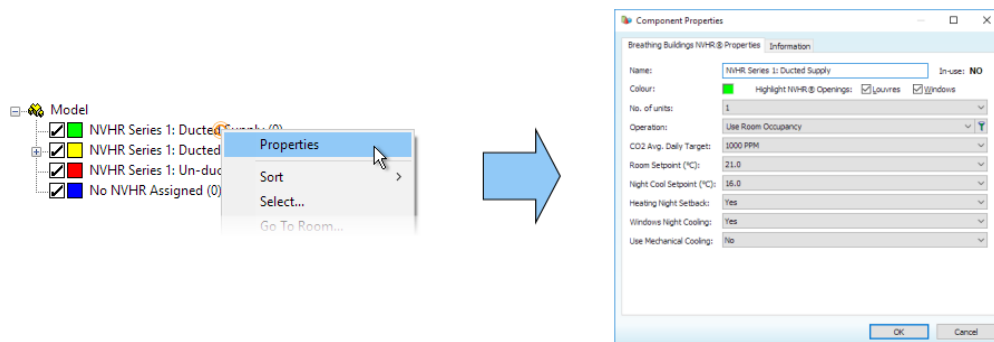 Model
NVHR Series 1: Ducted Supply (0)
NVHR Series 1: Ducted
NVHR Series 1: Un-duc
No NVHR Assigned (0)
Properties
Sort
Select...
Go To Room...
Component Properties
Breathing Buildings NVHR® Properties Information
Name: NVHR Series 1: Ducted Supply In-use: NO
Colour: Highlight NVHR® Openings: Louvres Windows
No. of units: 1
Operation: Use Room Occupancy
CO2 Avg. Daily Target: 1000 PPM
Room Setpoint (°C): 21.0
Night Cool Setpoint (°C): 16.0
Heating Night Setback: Yes
Windows Night Cooling: Yes
Use Mechanical Cooling: No
OK Cancel